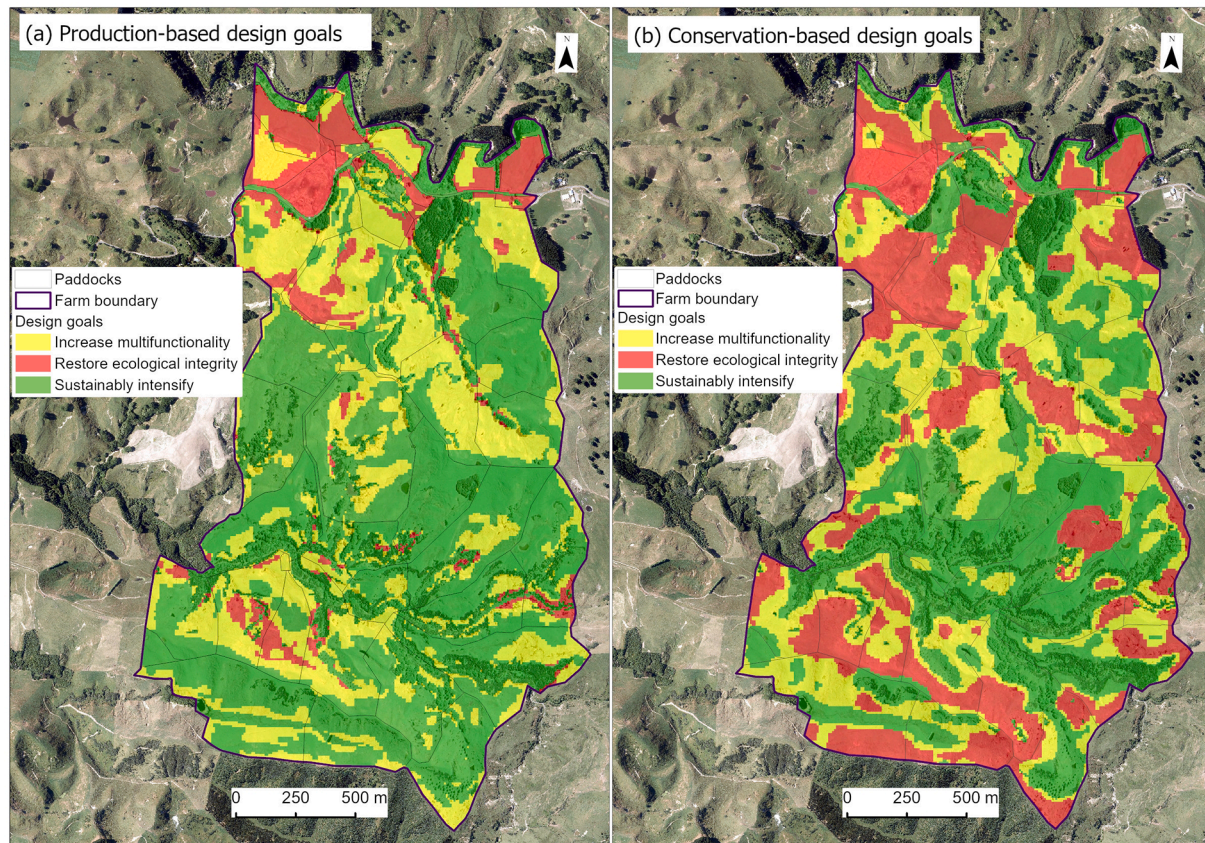 (a) Production-based design goals
N
Paddocks
Farm boundary
Design goals
Increase multifunctionality
Restore ecological integrity
Sustainably intensify
0 250 500 m
(b) Conservation-based design goals
N
Paddocks
Farm boundary
Design goals
Increase multifunctionality
Restore ecological integrity
Sustainably intensify
0 250 500 m